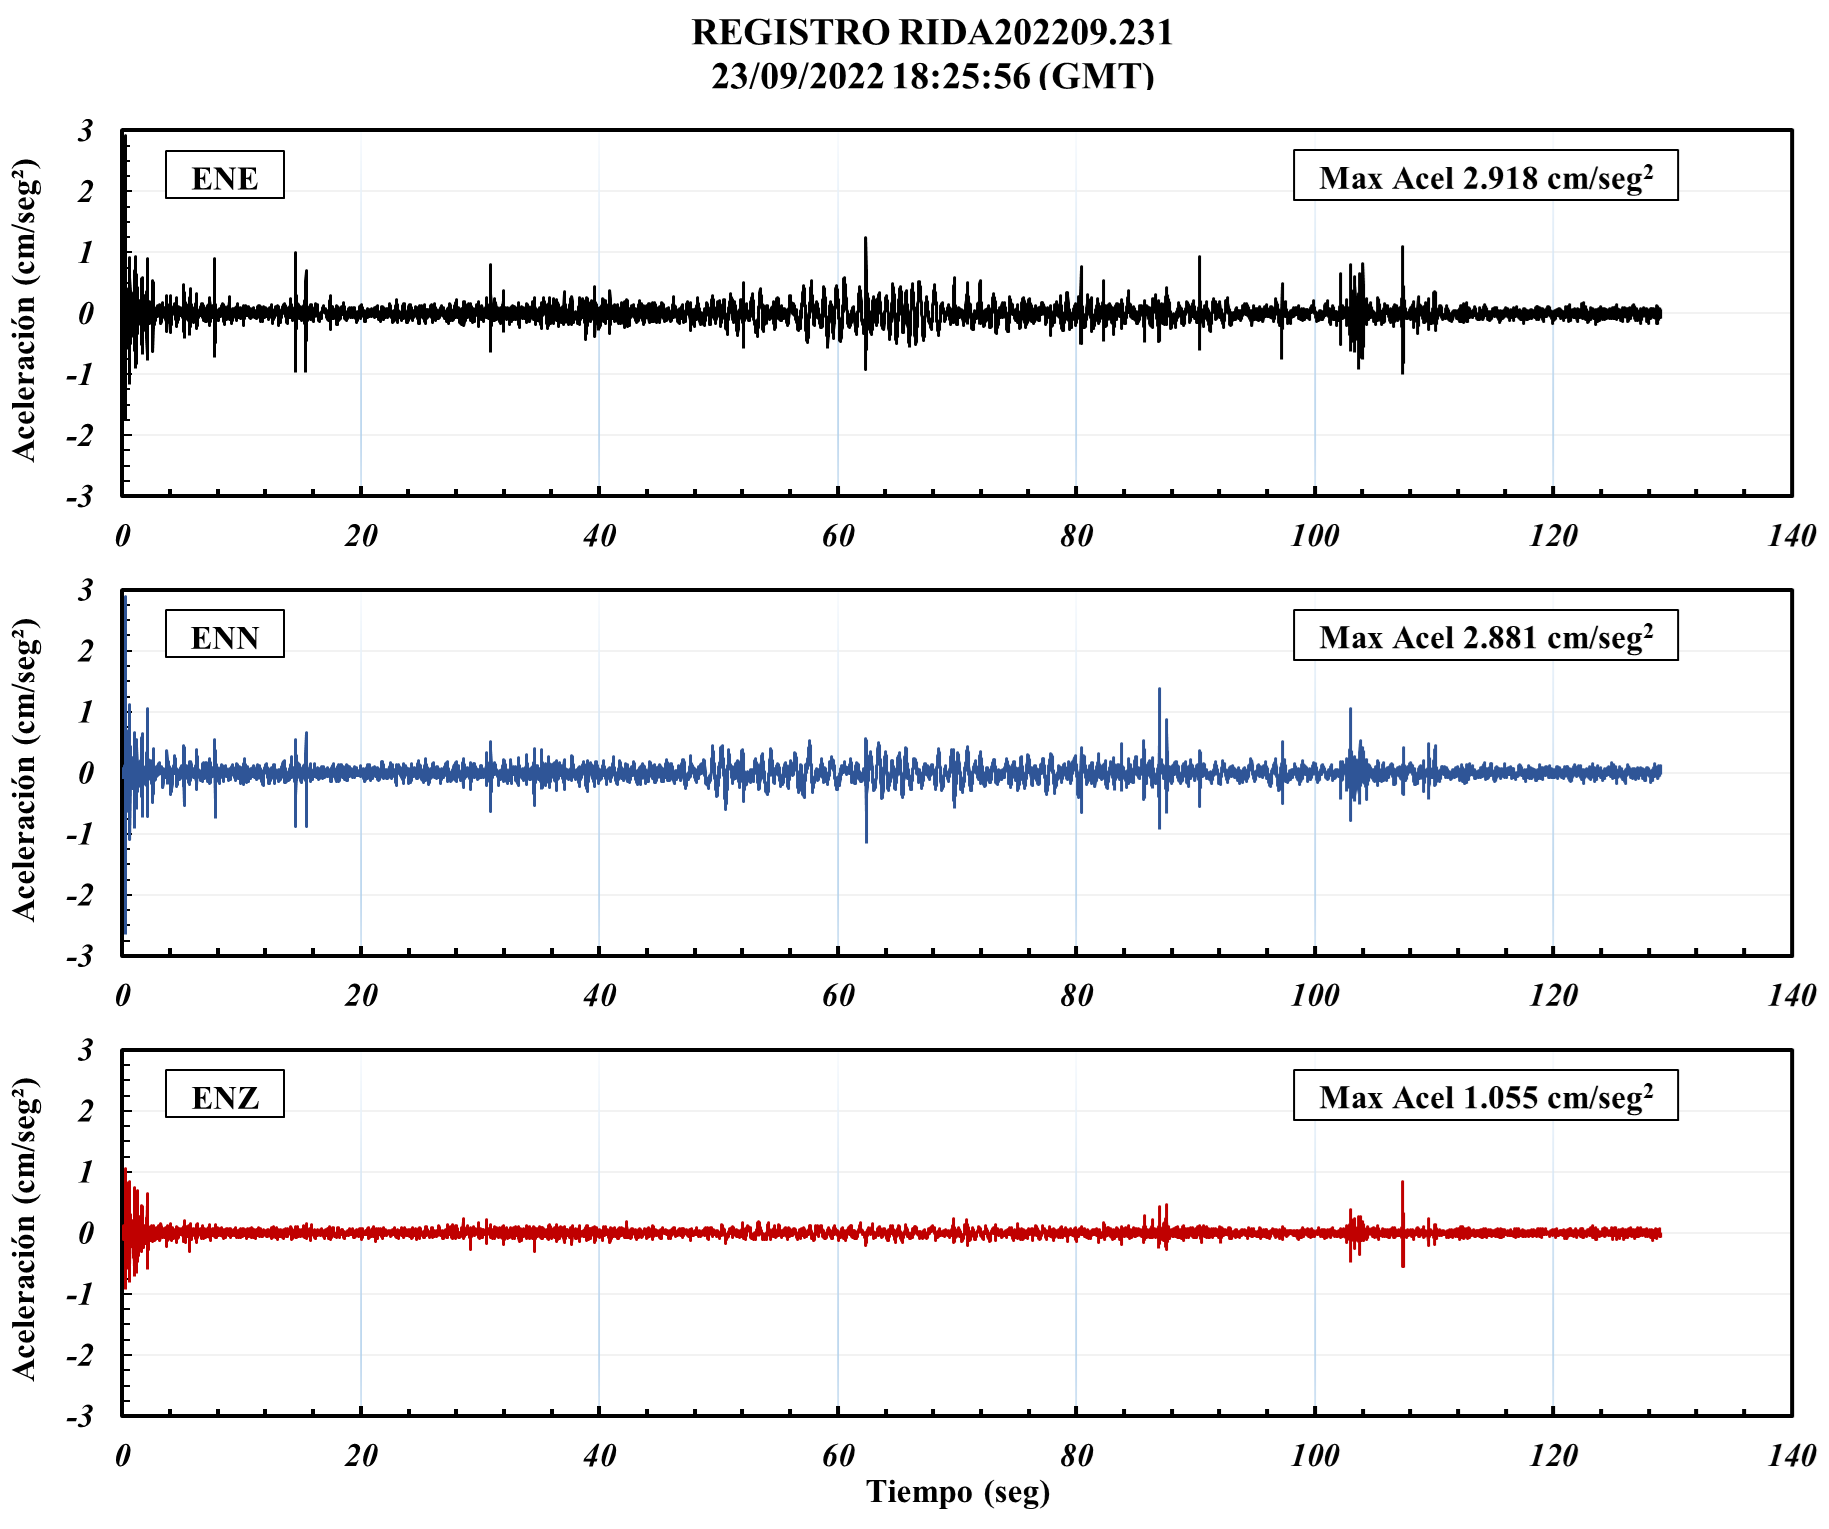 REGISTRO RIDA202209.231
23/09/2022 18:25:56 (GMT)
Aceleración (cm/seg²)
3
2
1
0
-1
-2
-3
ENE
Max Acel 2.918 cm/seg²
0 20 40 60 80 100 120 140
Aceleración (cm/seg²)
3
2
1
0
-1
-2
-3
ENN
Max Acel 2.881 cm/seg²
0 20 40 60 80 100 120 140
Aceleración (cm/seg²)
3
2
1
0
-1
-2
-3
ENZ
Max Acel 1.055 cm/seg²
0 20 40 60 80 100 120 140
Tiempo (seg)